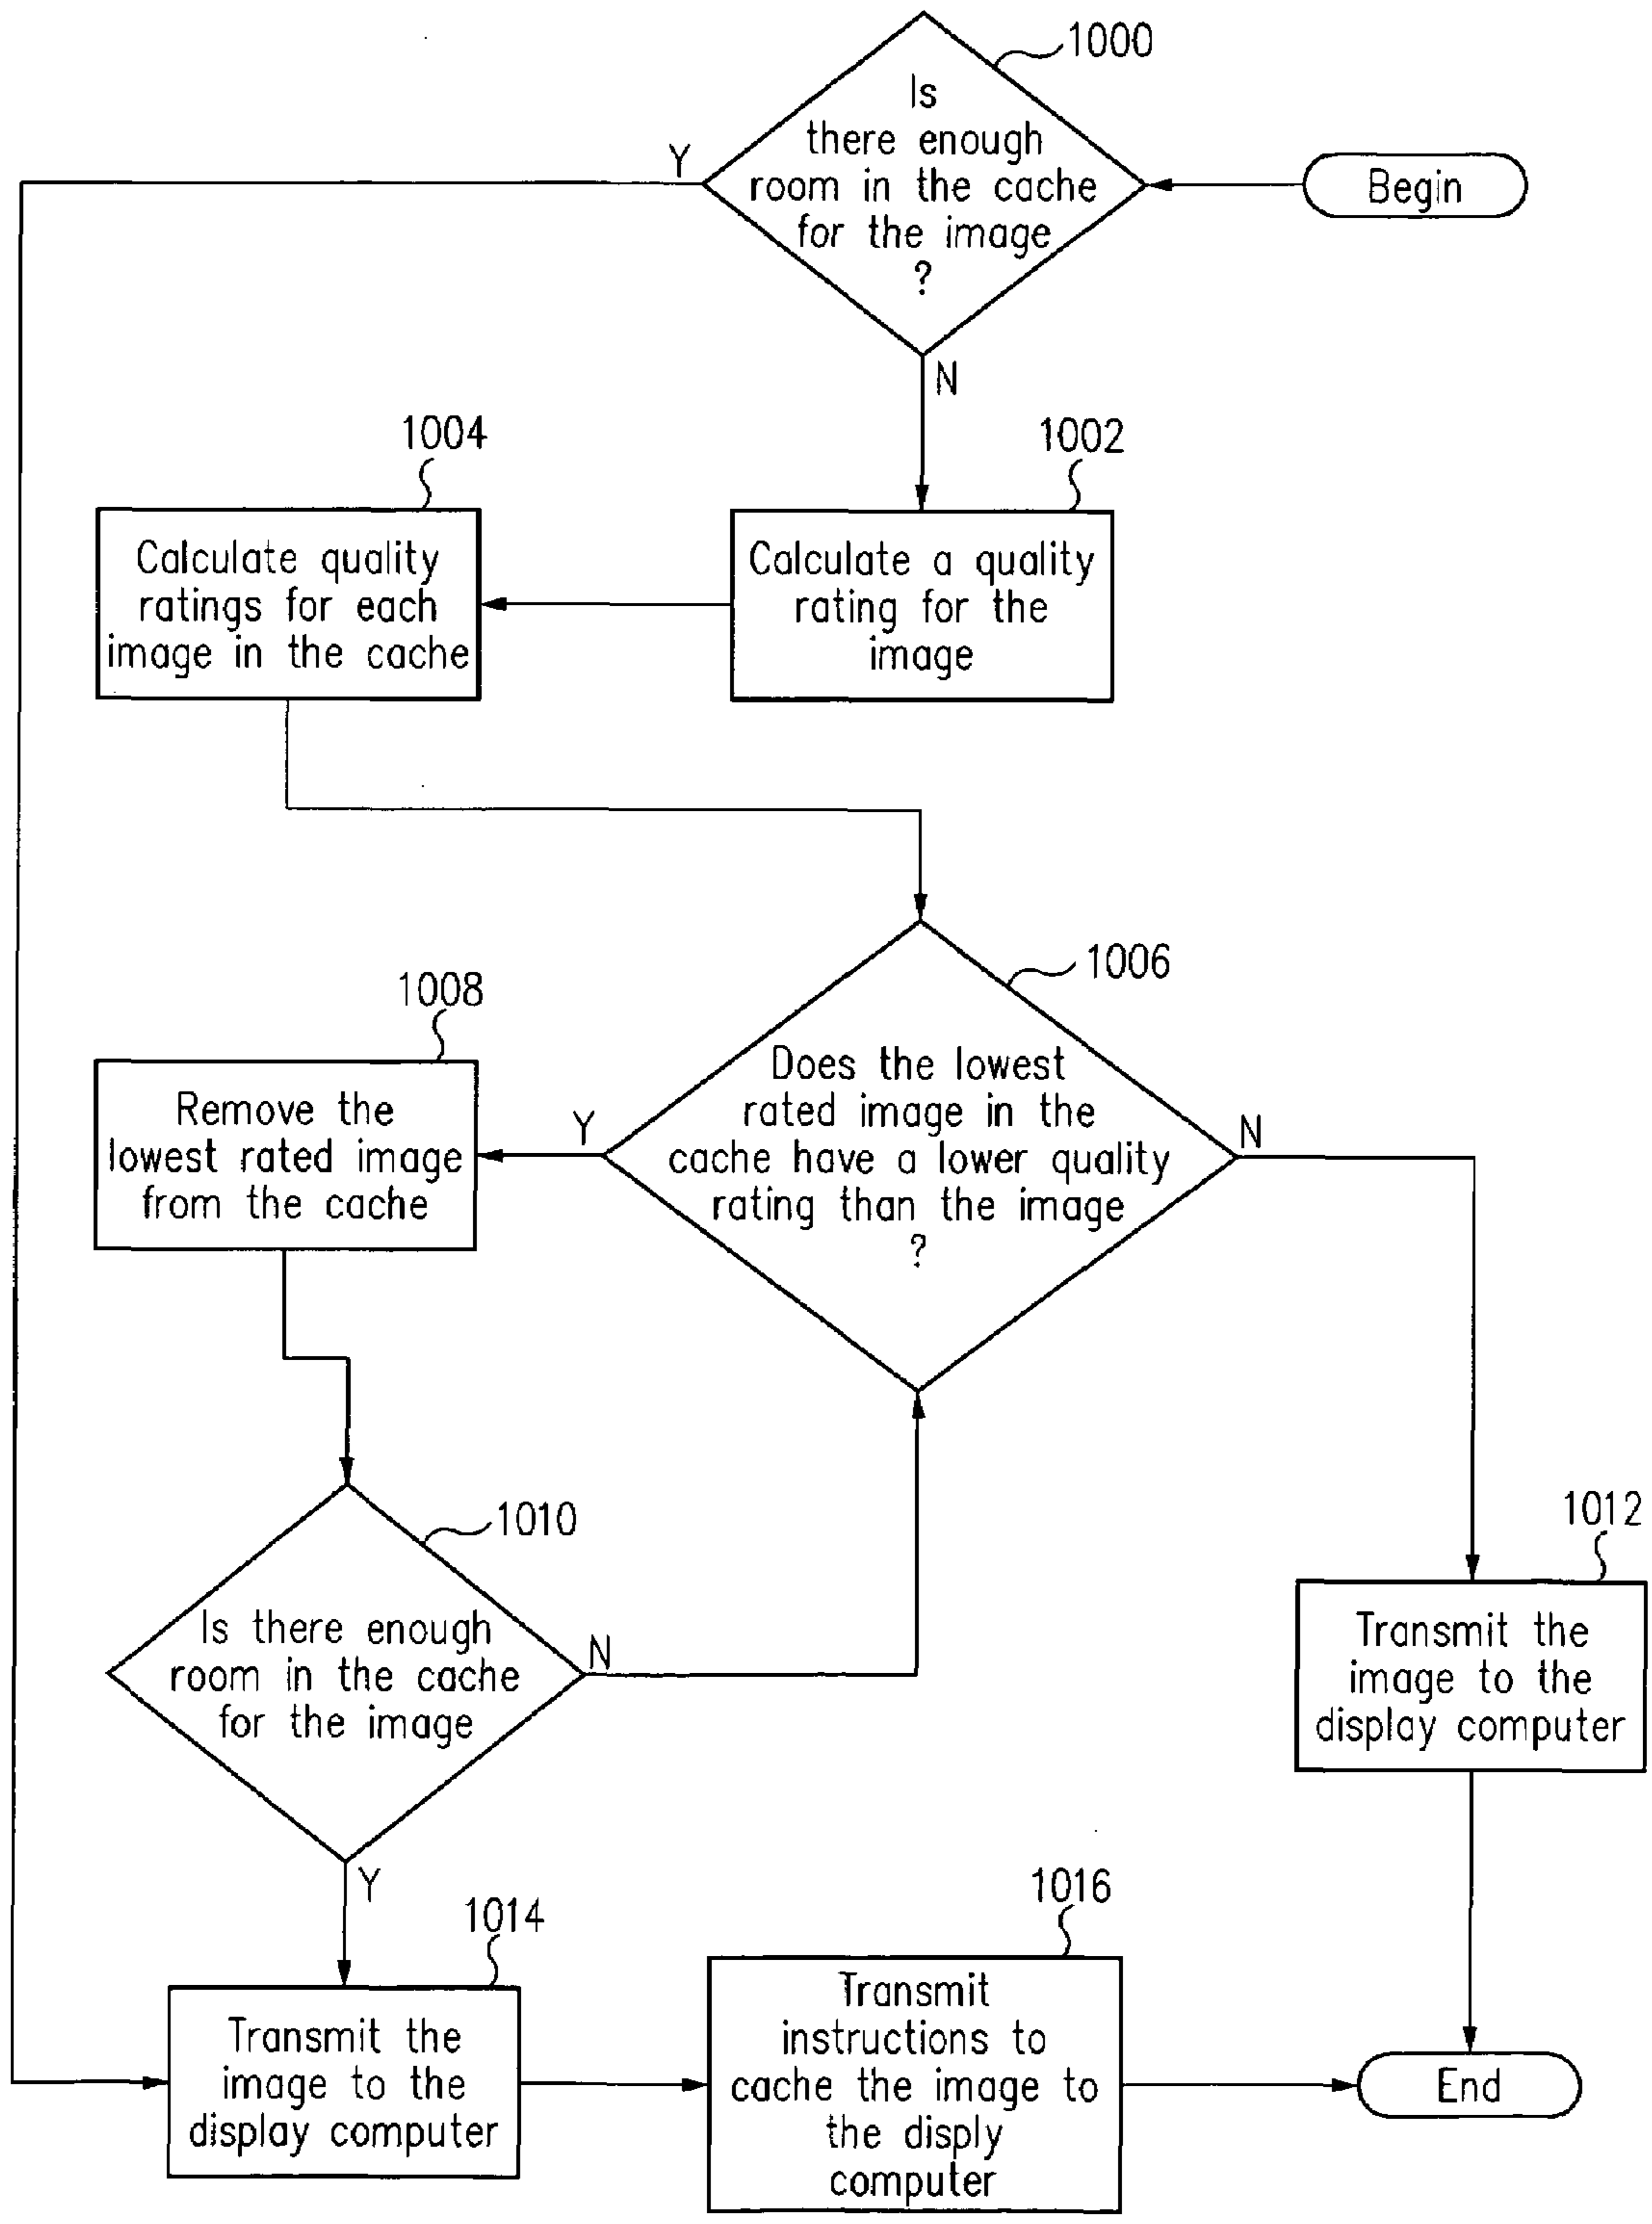 1000
Is
there enough
room in the cache
for the image
?
Y
Begin
N
1004
1002
Calculate quality
ratings for each
image in the cache
Calculate a quality
rating for the
image
1006
1008
Does the lowest
rated image in the
cache have a lower quality
rating than the image
?
Y
N
Remove the
lowest rated image
from the cache
1010
Is there enough
room in the cache
for the image
N
Y
1012
Transmit the
image to the
display computer
1014
Transmit the
image to the
display computer
1016
Transmit
instructions to
cache the image to
the disply
computer
End